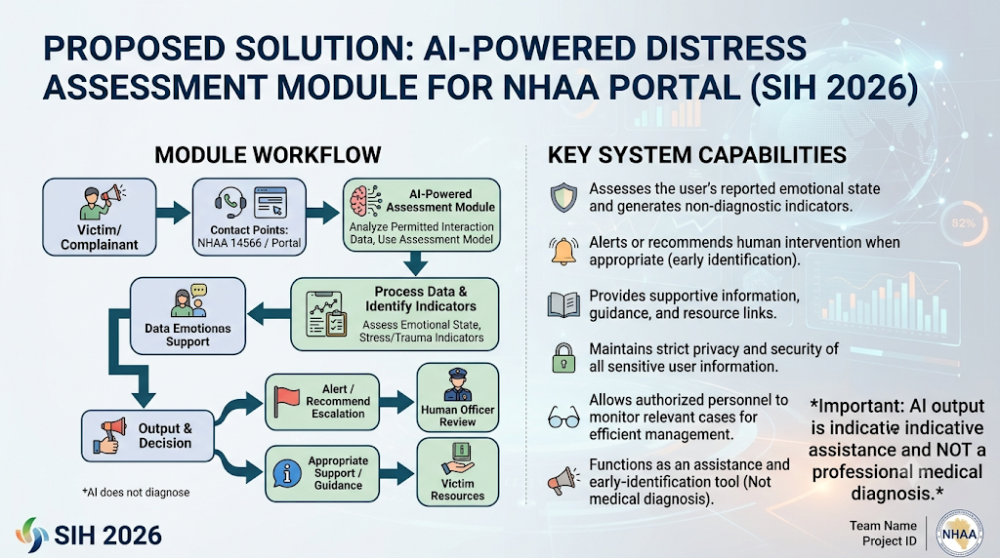 PROPOSED SOLUTION: AI-POWERED DISTRESS
ASSESSMENT MODULE FOR NHAA PORTAL (SIH 2026)
MODULE WORKFLOW
Victim/
Complainant
Contact Points:
NHAA 14566 / Portal
AI-Powered
Assessment Module
Analyze Permitted Interaction
Data, Use Assessment Model
Process Data &
Identify Indicators
Assess Emotional State,
Stress/Trauma Indicators
Data Emotionas
Support
Output &
Decision
Alert /
Recommend
Escalation
Human Officer
Review
Appropriate
Support /
Guidance
Victim
Resources
*AI does not diagnose
SIH 2026
KEY SYSTEM CAPABILITIES
Assesses the user's reported emotional state
and generates non-diagnostic indicators.
Alerts or recommends human intervention when
appropriate (early identification).
Provides supportive information,
guidance, and resource links.
Maintains strict privacy and security of
all sensitive user information.
Allows authorized personnel to
monitor relevant cases for
efficient management.
Functions as an assistance and
early-identification tool (Not
medical diagnosis).
52%
*Important: AI output
is indicatie indicative
assistance and NOT a
professional medical
diagnosis.*
Team Name
Project ID
NHAA